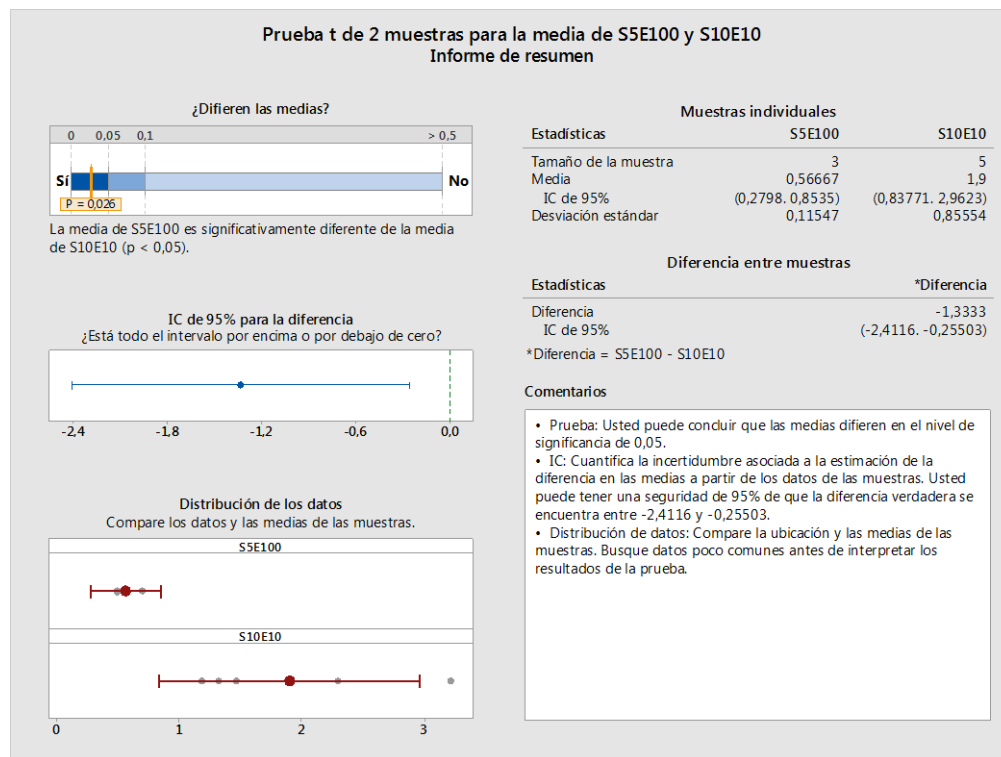 Prueba t de 2 muestras para la media de S5E100 y S10E10
Informe de resumen
¿Difieren las medias?
0 0,05 0,1 > 0,5
Sí No
P = 0,026
La media de S5E100 es significativamente diferente de la media
de S10E10 (p < 0,05).
IC de 95% para la diferencia
¿Está todo el intervalo por encima o por debajo de cero?
-2,4 -1,8 -1,2 -0,6 0,0
Distribución de los datos
Compare los datos y las medias de las muestras.
S5E100
S10E10
0 1 2 3
Muestras individuales
Estadísticas S5E100 S10E10
Tamaño de la muestra 3 5
Media 0,56667 1,9
IC de 95% (0,2798. 0,8535) (0,83771. 2,9623)
Desviación estándar 0,11547 0,85554
Diferencia entre muestras
Estadísticas *Diferencia
Diferencia -1,3333
IC de 95% (-2,4116. -0,25503)
*Diferencia = S5E100 - S10E10
Comentarios
• Prueba: Usted puede concluir que las medias difieren en el nivel de
significancia de 0,05.
• IC: Cuantifica la incertidumbre asociada a la estimación de la
diferencia en las medias a partir de los datos de las muestras. Usted
puede tener una seguridad de 95% de que la diferencia verdadera se
encuentra entre -2,4116 y -0,25503.
• Distribución de datos: Compare la ubicación y las medias de las
muestras. Busque datos poco comunes antes de interpretar los
resultados de la prueba.